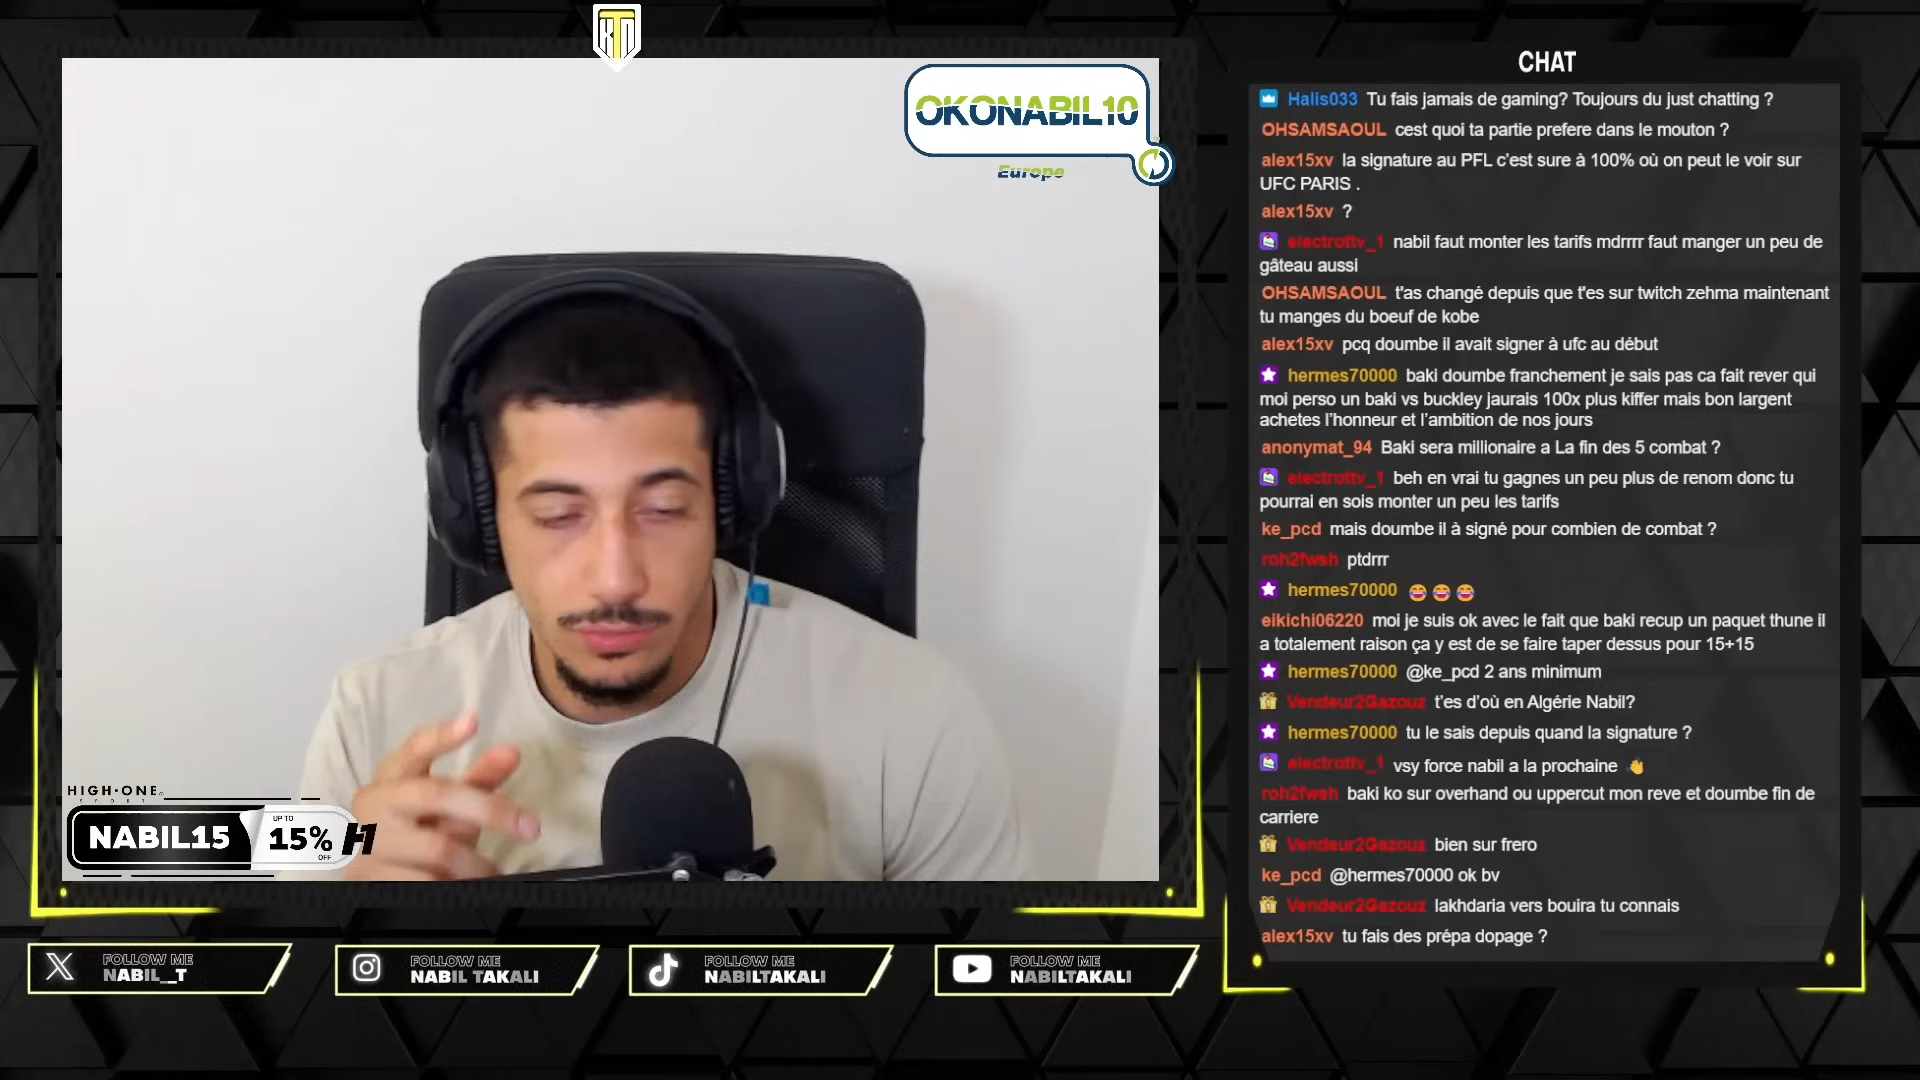 KTN
OKONABIL10
Europe
HIGH·ONE
SPORT
NABIL15
UP TO
15%
OFF
H1
FOLLOW ME
NABIL_T
FOLLOW ME
NABIL TAKALI
FOLLOW ME
NABILTAKALI
FOLLOW ME
NABILTAKALI
CHAT
Halis033 Tu fais jamais de gaming? Toujours du just chatting ?
OHSAMSAOUL cest quoi ta partie prefere dans le mouton ?
alex15xv la signature au PFL c'est sure à 100% où on peut le voir sur
UFC PARIS .
alex15xv ?
electrottv_1 nabil faut monter les tarifs mdrrrr faut manger un peu de
gâteau aussi
OHSAMSAOUL t'as changé depuis que t'es sur twitch zehma maintenant
tu manges du boeuf de kobe
alex15xv pcq doumbe il avait signer à ufc au début
hermes70000 baki doumbe franchement je sais pas ca fait rever qui
moi perso un baki vs buckley jaurais 100x plus kiffer mais bon largent
achetes l'honneur et l'ambition de nos jours
anonymat_94 Baki sera millionaire a La fin des 5 combat ?
electrottv_1 beh en vrai tu gagnes un peu plus de renom donc tu
pourrai en sois monter un peu les tarifs
ke_pcd mais doumbe il à signé pour combien de combat ?
roh2fwsh ptdrrr
hermes70000 😂 😂 😂
eikichi06220 moi je suis ok avec le fait que baki recup un paquet thune il
a totalement raison ça y est de se faire taper dessus pour 15+15
hermes70000 @ke_pcd 2 ans minimum
Vendeur2Gazouz t'es d'où en Algérie Nabil?
hermes70000 tu le sais depuis quand la signature ?
electrottv_1 vsy force nabil a la prochaine 👏
roh2fwsh baki ko sur overhand ou uppercut mon reve et doumbe fin de
carriere
Vendeur2Gazouz bien sur frero
ke_pcd @hermes70000 ok bv
Vendeur2Gazouz lakhdaria vers bouira tu connais
alex15xv tu fais des prépa dopage ?